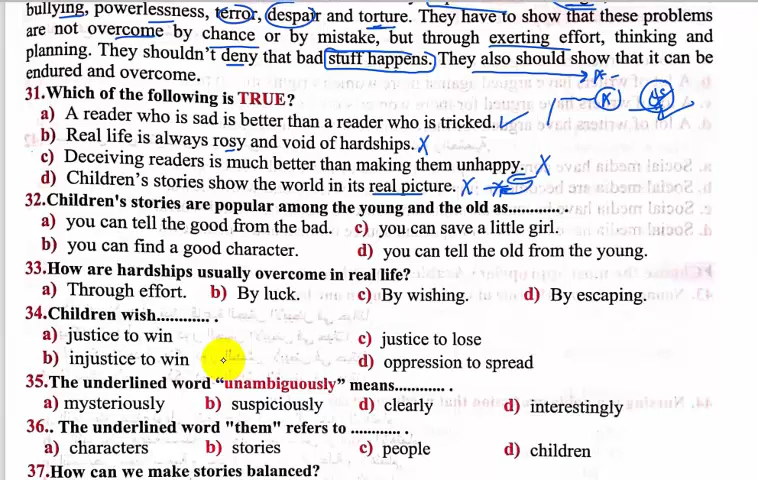 bullying, powerlessness, terror, despair and torture. They have to show that these problems
are not overcome by chance or by mistake, but through exerting effort, thinking and
planning. They shouldn't deny that bad stuff happens. They also should show that it can be
endured and overcome.
31.Which of the following is TRUE?
a) A reader who is sad is better than a reader who is tricked.
b) Real life is always rosy and void of hardships. X
c) Deceiving readers is much better than making them unhappy. X
d) Children's stories show the world in its real picture. X
32.Children's stories are popular among the young and the old as............. .
a) you can tell the good from the bad. c) you can save a little girl.
b) you can find a good character. d) you can tell the old from the young.
33.How are hardships usually overcome in real life?
a) Through effort. b) By luck. c) By wishing. d) By escaping.
34.Children wish............ .
a) justice to win c) justice to lose
b) injustice to win d) oppression to spread
35.The underlined word "unambiguously" means............ .
a) mysteriously b) suspiciously d) clearly d) interestingly
36.. The underlined word "them" refers to ............ .
a) characters b) stories c) people d) children
37.How can we make stories balanced?